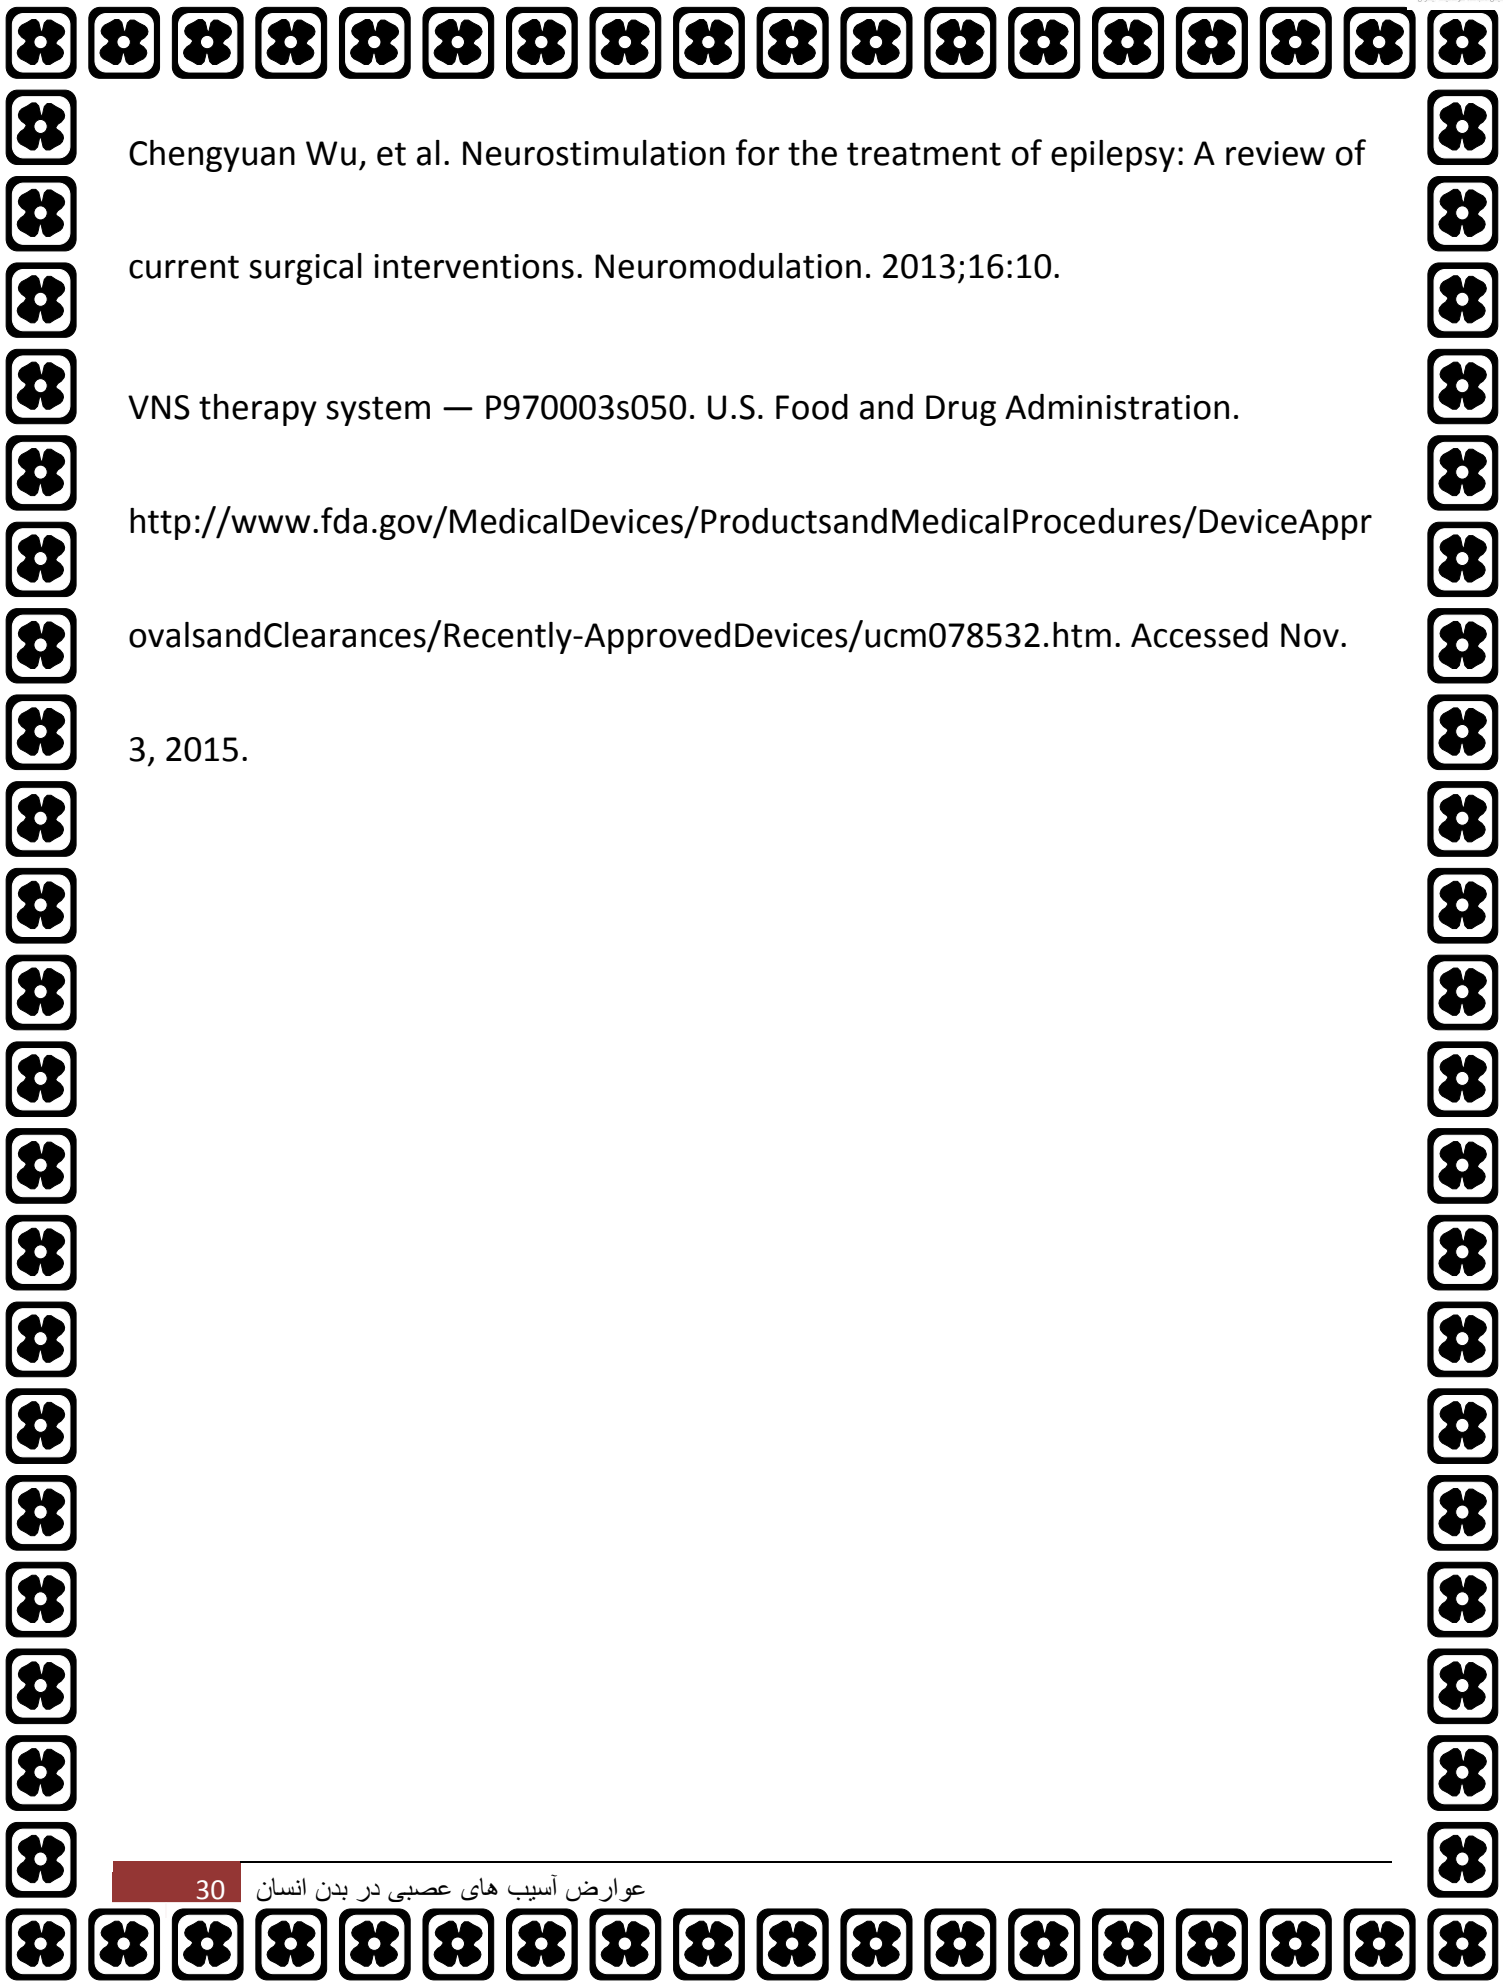 Chengyuan Wu, et al. Neurostimulation for the treatment of epilepsy: A review of
current surgical interventions. Neuromodulation. 2013;16:10.
VNS therapy system — P970003s050. U.S. Food and Drug Administration.
http://www.fda.gov/MedicalDevices/ProductsandMedicalProcedures/DeviceAppr
ovalsandClearances/Recently-ApprovedDevices/ucm078532.htm. Accessed Nov.
3, 2015.
30 عوارض آسیب های عصبی در بدن انسان